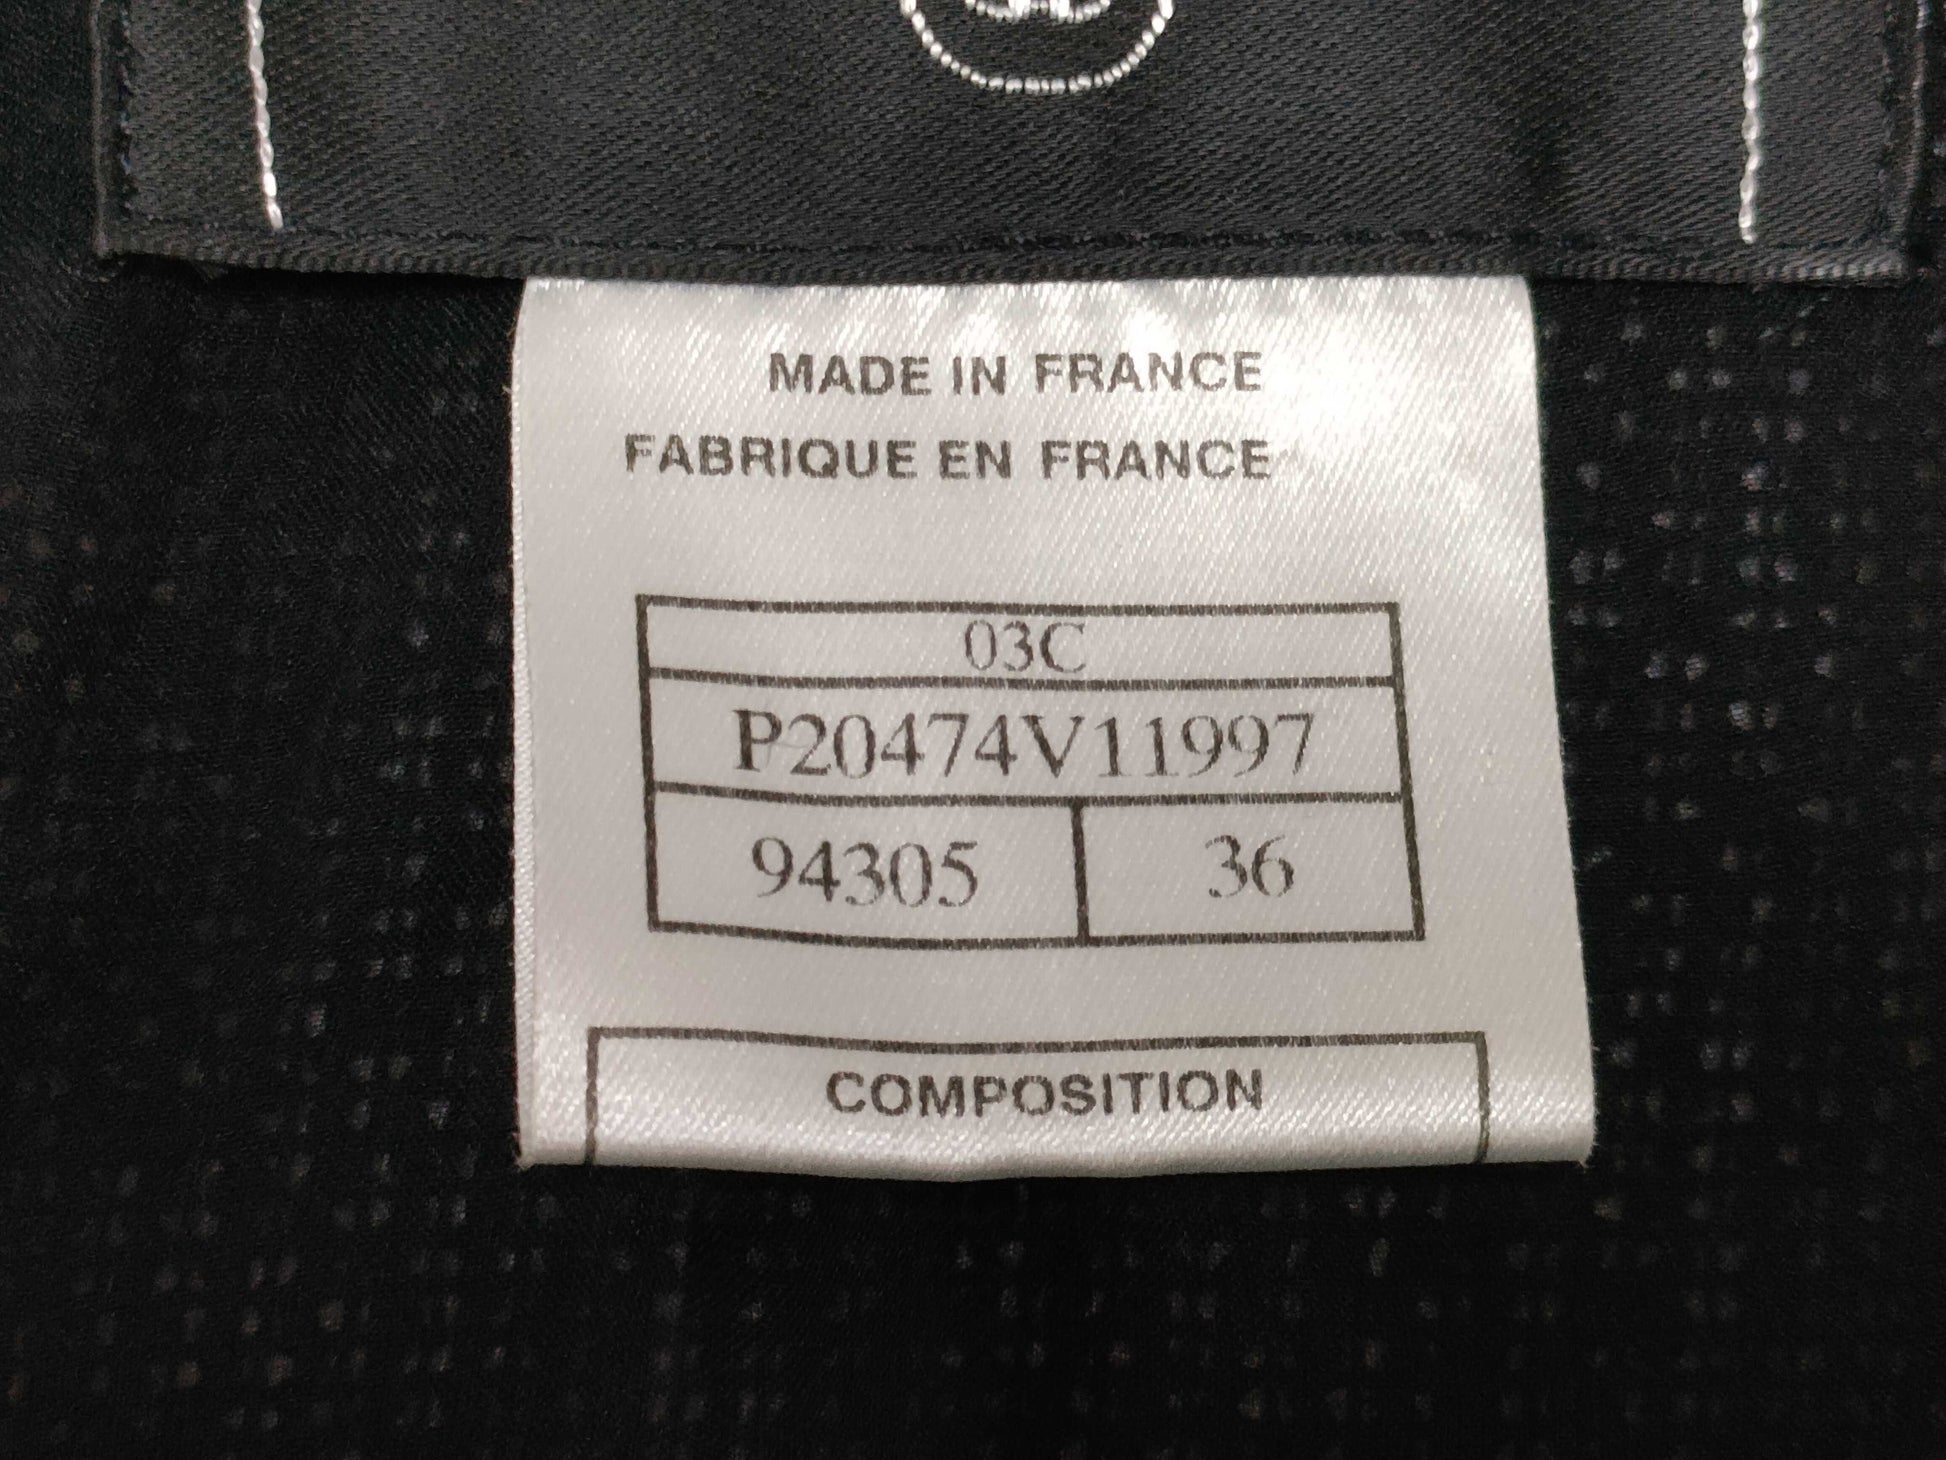 MADE IN FRANCE
FABRIQUE EN FRANCE
03C
P20474V11997
94305 36
COMPOSITION